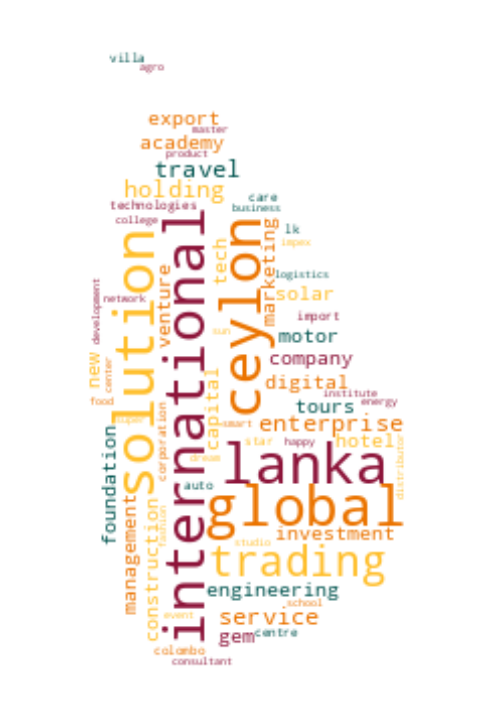 villa
agro
export
master
academy
product
travel
holding
care
technologies
business
college
lk
impex
solution
international
ceylon
marketing
tech
venture
logistics
solar
development
network
import
sun
motor
new
center
company
capital
digital
institute
food
energy
tours
super
smart
enterprise
corporation
star
happy
hotel
distributor
foundation
dream
lanka
auto
global
management
construction
fashion
investment
studio
trading
engineering
school
event
service
gem
centre
colombo
consultant